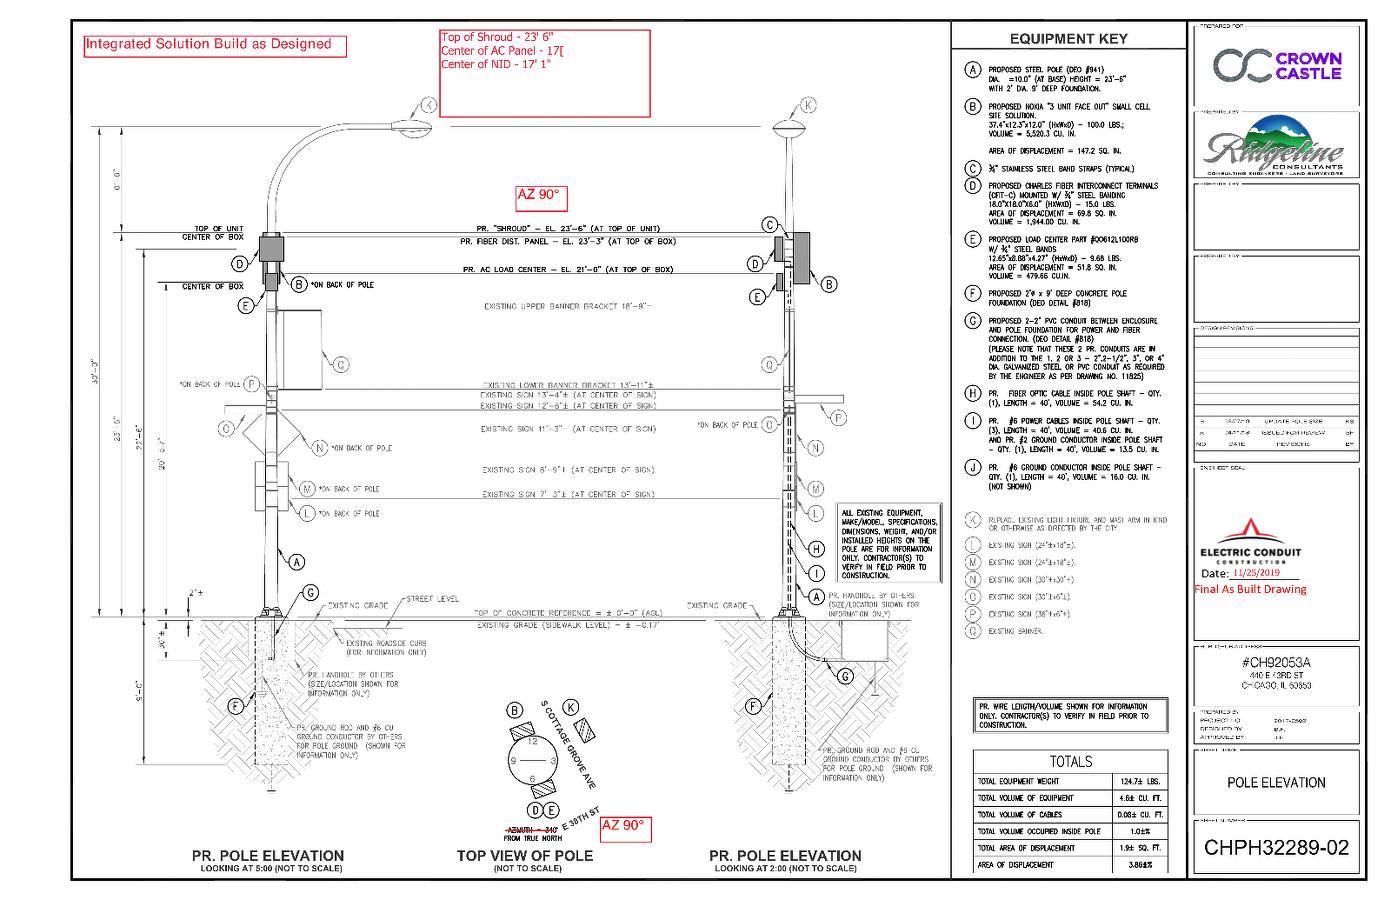 Integrated Solution Build as Designed
Top of Shroud - 23' 6"
Center of AC Panel - 17[
Center of NID - 17' 1"
AZ 90°
K
K
TOP OF UNIT
CENTER OF BOX
CENTER OF BOX
PR. "SHROUD" - EL. 23'-6" (AT TOP OF UNIT)
PR. FIBER DIST. PANEL - EL. 23'-3" (AT TOP OF BOX)
PR. AC LOAD CENTER - EL. 21'-0" (AT TOP OF BOX)
EXISTING UPPER BANNER BRACKET 18'-9"-
EXISTING LOWER BANNER BRACKET 13'-11"±
EXISTING SIGN 13'-4"± (AT CENTER OF SIGN)
EXISTING SIGN 12'-6"± (AT CENTER OF SIGN)
EXISTING SIGN 11'-3"- (AT CENTER OF SIGN)
EXISTING SIGN 8'-9"± (AT CENTER OF SIGN)
EXISTING SIGN 7' 3"± (AT CENTER OF SIGN)
TOP OF CONCRETE REFERENCE = ± 0'-0" (AGL)
EXISTING GRADE (SIDEWALK LEVEL) = ± -0.17'
D
B *ON BACK OF POLE
E
Q
*ON BACK OF POLE P
O
N *ON BACK OF POLE
M *ON BACK OF POLE
L *ON BACK OF POLE
A
G
F
30'-0"
23'-6"
2"±
30"±
EXISTING GRADE
STREET LEVEL
EXISTING ROADSIDE CURB
(FOR INFORMATION ONLY)
PR. HANDHOLE BY OTHERS
(SIZE/LOCATION SHOWN FOR
INFORMATION ONLY)
PR. GROUND ROD AND #6 CU
GROUND CONDUCTOR BY OTHERS
FOR POLE GROUND (SHOWN FOR
INFORMATION ONLY)
C
D
B
E
Q
P
*ON BACK OF POLE O
N
M
L
H
I
A
ALL EXISTING EQUIPMENT,
MAKE/MODEL, SPECIFICATIONS,
DIMENSIONS, WEIGHT, AND/OR
INSTALLED HEIGHTS ON THE
POLE ARE FOR INFORMATION
ONLY. CONTRACTOR(S) TO
VERIFY IN FIELD PRIOR TO
CONSTRUCTION.
EXISTING GRADE
PR. HANDHOLE BY OTHERS
(SIZE/LOCATION SHOWN FOR
INFORMATION ONLY)
G
F
PR. GROUND ROD AND #6 CU
GROUND CONDUCTOR BY OTHERS
FOR POLE GROUND (SHOWN FOR
INFORMATION ONLY)
B
K
S COTTAGE GROVE AVE
12
9
3
6
D E
E 38TH ST
AZIMUTH - 340°
FROM TRUE NORTH
AZ 90°
PR. POLE ELEVATION
LOOKING AT 5:00 (NOT TO SCALE)
TOP VIEW OF POLE
(NOT TO SCALE)
PR. POLE ELEVATION
LOOKING AT 2:00 (NOT TO SCALE)
EQUIPMENT KEY
A PROPOSED STEEL POLE (DEO #941)
DIA. =10.0" (AT BASE) HEIGHT = 23'-6"
WITH 2' DIA. 9' DEEP FOUNDATION.
B PROPOSED NOKIA "3 UNIT FACE OUT" SMALL CELL
SITE SOLUTION.
37.4"x12.3"x12.0" (HxWxD) - 100.0 LBS.;
VOLUME = 5,520.3 CU. IN.
AREA OF DISPLACEMENT = 147.2 SQ. IN.
C ¾" STAINLESS STEEL BAND STRAPS (TYPICAL)
D PROPOSED CHARLES FIBER INTERCONNECT TERMINALS
(CFIT-C) MOUNTED W/ ¾" STEEL BANDING
18.0"X18.0"X6.0" (HXWXD) - 15.0 LBS.
AREA OF DISPLACEMENT = 69.8 SQ. IN.
VOLUME = 1,944.00 CU. IN.
E PROPOSED LOAD CENTER PART #QO612L100RB
W/ ¾" STEEL BANDS
12.65"x8.88"x4.27" (HxWxD) - 9.68 LBS.
AREA OF DISPLACEMENT = 51.8 SQ. IN.
VOLUME = 479.66 CU.IN.
F PROPOSED 2'ø x 9' DEEP CONCRETE POLE
FOUNDATION (DEO DETAIL #818)
G PROPOSED 2-2" PVC CONDUIT BETWEEN ENCLOSURE
AND POLE FOUNDATION FOR POWER AND FIBER
CONNECTION. (DEO DETAIL #818)
(PLEASE NOTE THAT THESE 2 PR. CONDUITS ARE IN
ADDITION TO THE 1, 2 OR 3 - 2",2-1/2", 3", OR 4"
DIA. GALVANIZED STEEL OR PVC CONDUIT AS REQUIRED
BY THE ENGINEER AS PER DRAWING NO. 11825)
H PR. FIBER OPTIC CABLE INSIDE POLE SHAFT - QTY.
(1), LENGTH = 40', VOLUME = 54.2 CU. IN.
I PR. #6 POWER CABLES INSIDE POLE SHAFT - QTY.
(3), LENGTH = 40', VOLUME = 40.6 CU. IN.
AND PR. #2 GROUND CONDUCTOR INSIDE POLE SHAFT
- QTY. (1), LENGTH = 40', VOLUME = 13.5 CU. IN.
J PR. #6 GROUND CONDUCTOR INSIDE POLE SHAFT -
QTY. (1), LENGTH = 40', VOLUME = 16.0 CU. IN.
(NOT SHOWN)
K REPLACE EXISTING LIGHT FIXTURE AND MAST ARM IN KIND
OR OTHERWISE AS DIRECTED BY THE CITY.
L EXISTING SIGN (24"±x18"±).
M EXISTING SIGN (24"±x18"±).
N EXISTING SIGN (30"±x30"±).
O EXISTING SIGN (30"±x6"±).
P EXISTING SIGN (36"±x6"±).
Q EXISTING BANNER.
PR. WIRE LENGTH/VOLUME SHOWN FOR INFORMATION
ONLY. CONTRACTOR(S) TO VERIFY IN FIELD PRIOR TO
CONSTRUCTION.
TOTALS
TOTAL EQUIPMENT WEIGHT 124.7± LBS.
TOTAL VOLUME OF EQUIPMENT 4.6± CU. FT.
TOTAL VOLUME OF CABLES 0.08± CU. FT.
TOTAL VOLUME OCCUPIED INSIDE POLE 1.0±%
TOTAL AREA OF DISPLACEMENT 1.9± SQ. FT.
AREA OF DISPLACEMENT 3.86±%
PREPARED FOR
CROWN
CASTLE
PREPARED BY
Ridgeline
CONSULTANTS
CONSULTING ENGINEERS - LAND SURVEYORS
DESIGN REVISIONS
UPDATE POLE SIZE
ISSUED FOR REVIEW
NO. DATE REVISIONS BY
ENGINEER SEAL
ELECTRIC CONDUIT
CONSTRUCTION
Date: 11/25/2019
Final As Built Drawing
#CH92053A
440 E 43RD ST
CHICAGO, IL 60653
PREPARED BY
PROJECT NO.
DESIGNED BY:
APPROVED BY:
SHEET NAME
POLE ELEVATION
SHEET NUMBER
CHPH32289-02